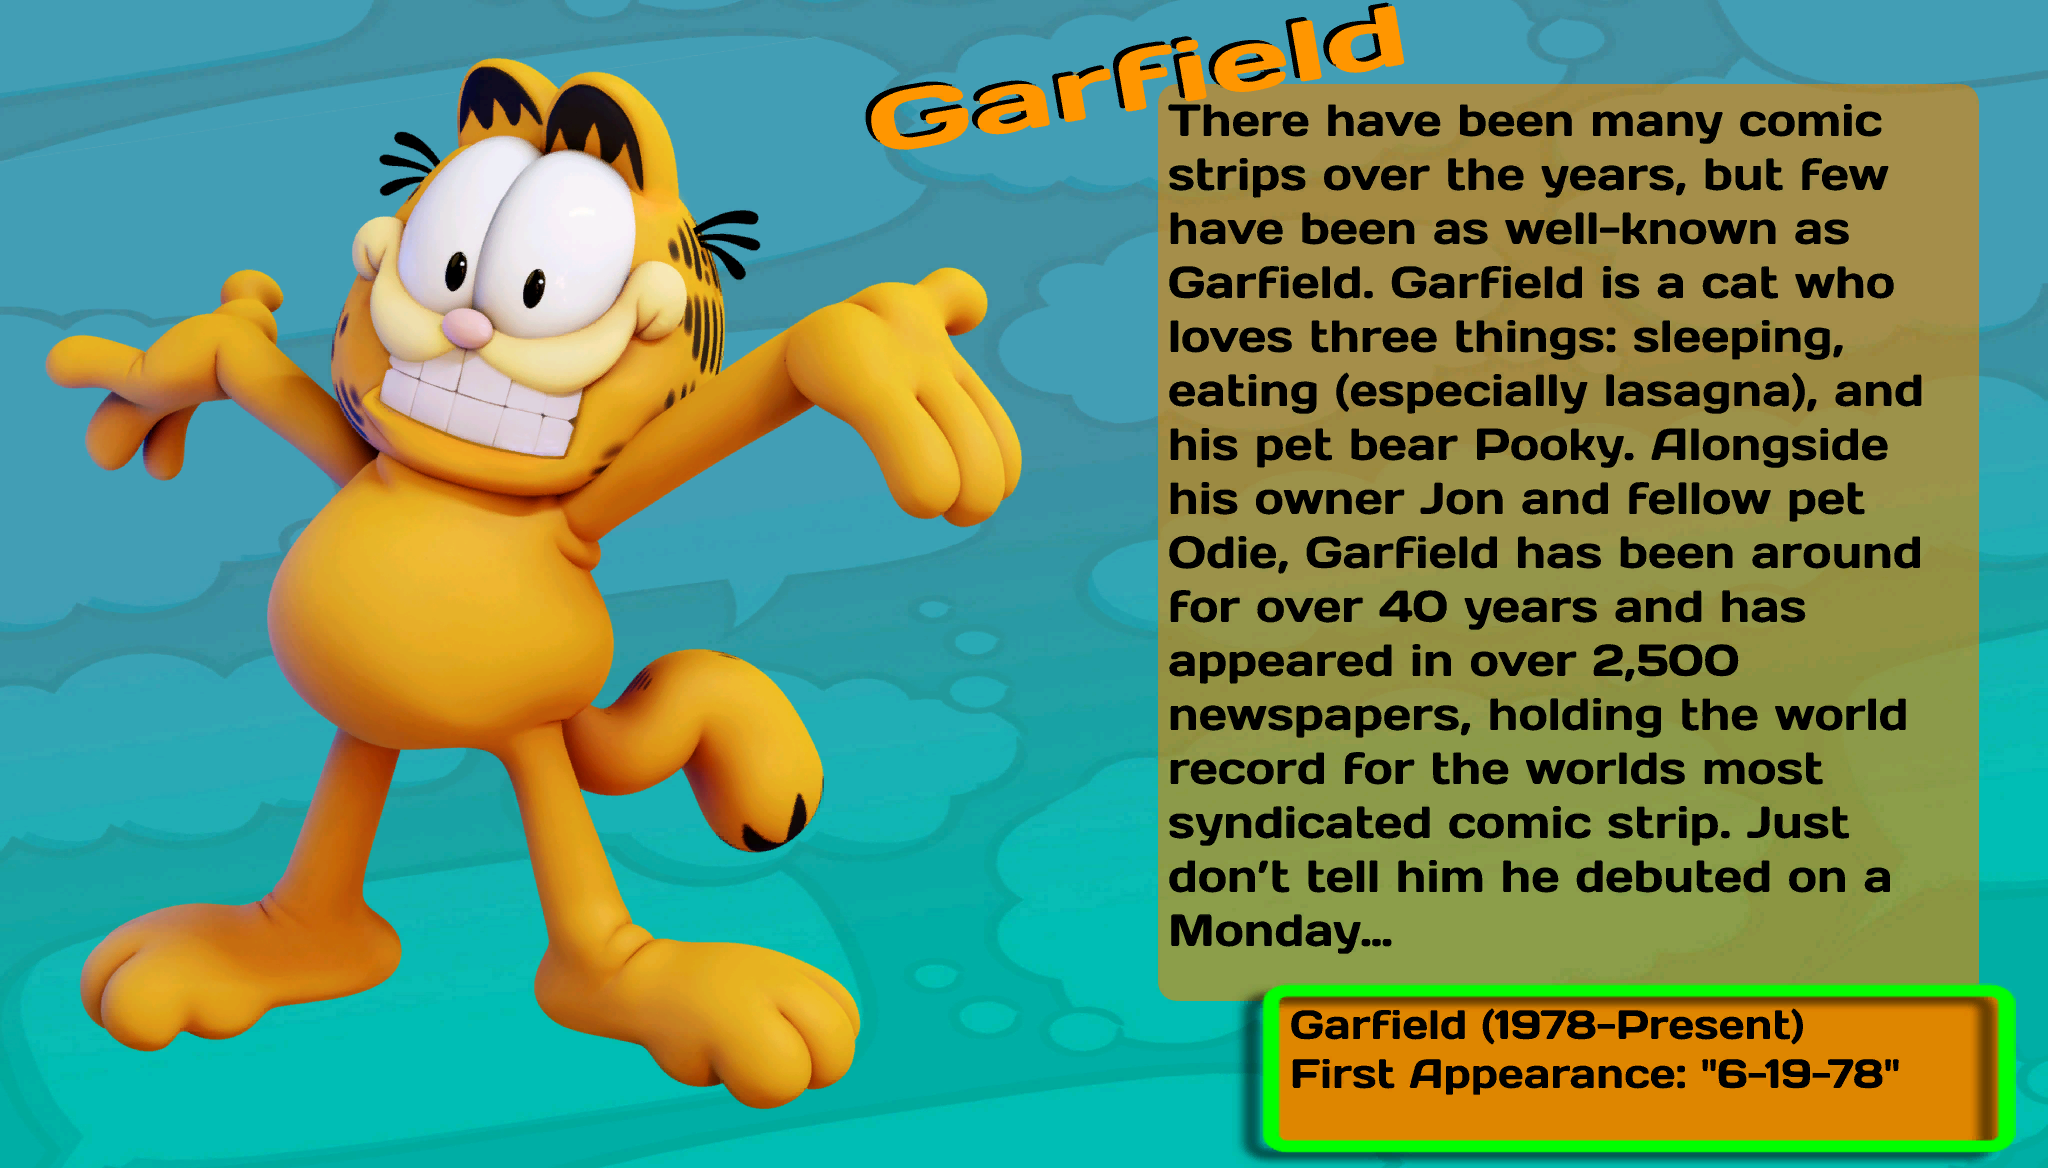 Garfield
There have been many comic
strips over the years, but few
have been as well-known as
Garfield. Garfield is a cat who
loves three things: sleeping,
eating (especially lasagna), and
his pet bear Pooky. Alongside
his owner Jon and fellow pet
Odie, Garfield has been around
for over 40 years and has
appeared in over 2,500
newspapers, holding the world
record for the worlds most
syndicated comic strip. Just
don't tell him he debuted on a
Monday...
Garfield (1978-Present)
First Appearance: "6-19-78"